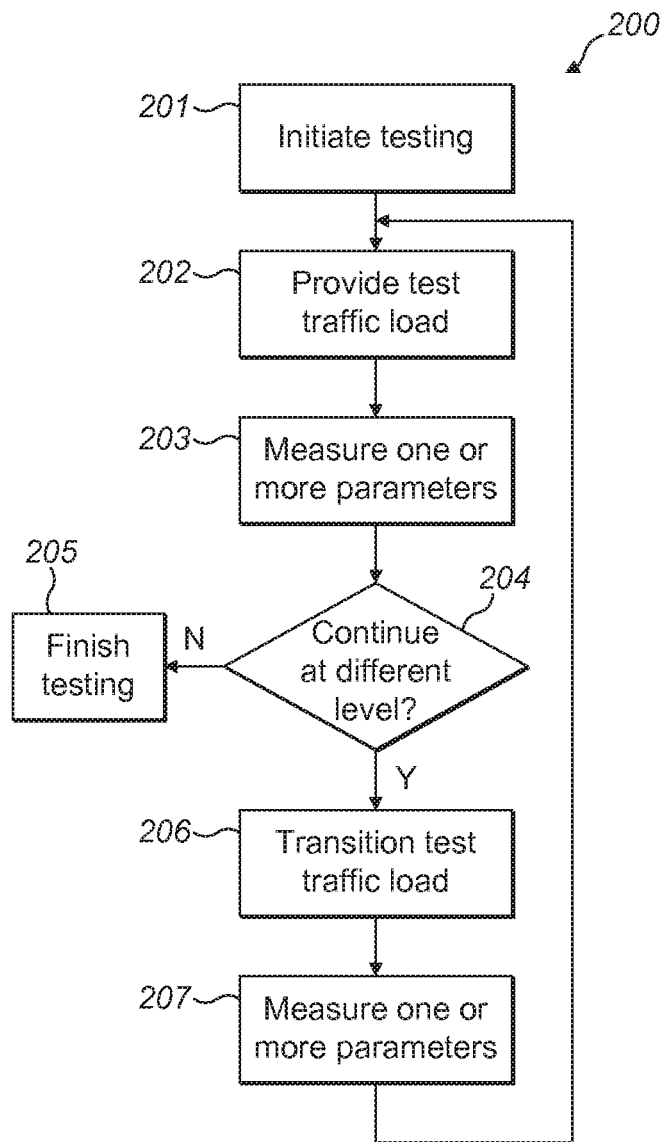 200
201
Initiate testing
202
Provide test
traffic load
203
Measure one or
more parameters
204
Continue
at different
level?
N
205
Finish
testing
Y
206
Transition test
traffic load
207
Measure one or
more parameters